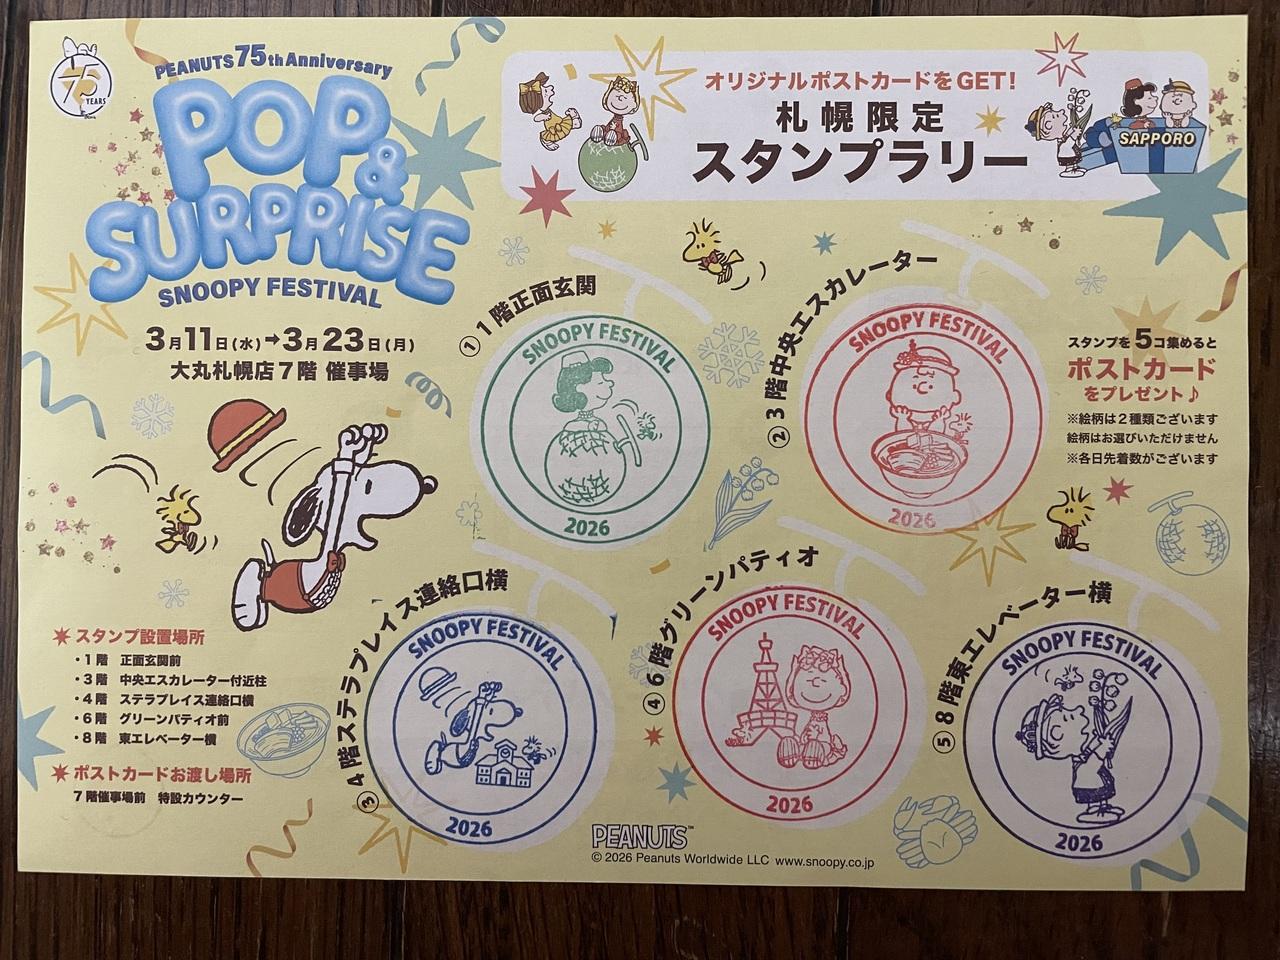 75 YEARS
PEANUTS 75th Anniversary
POP &
SURPRISE
SNOOPY FESTIVAL
3月11日(水)→3月23日(月)
大丸札幌店7階 催事場
オリジナルポストカードをGET!
札幌限定
スタンプラリー
SAPPORO
①1階正面玄関
SNOOPY FESTIVAL
2026
②3階中央エスカレーター
SNOOPY FESTIVAL
2026
スタンプを5コ集めると
ポストカード
をプレゼント♪
※絵柄は2種類ございます
絵柄はお選びいただけません
※各日先着数がございます
③4階ステラプレイス連絡口横
SNOOPY FESTIVAL
2026
④6階グリーンパティオ
SNOOPY FESTIVAL
2026
⑤8階東エレベーター横
SNOOPY FESTIVAL
2026
スタンプ設置場所
・1階 正面玄関前
・3階 中央エスカレーター付近柱
・4階 ステラプレイス連絡口横
・6階 グリーンパティオ前
・8階 東エレベーター横
ポストカードお渡し場所
7階催事場前 特設カウンター
PEANUTS™
© 2026 Peanuts Worldwide LLC www.snoopy.co.jp